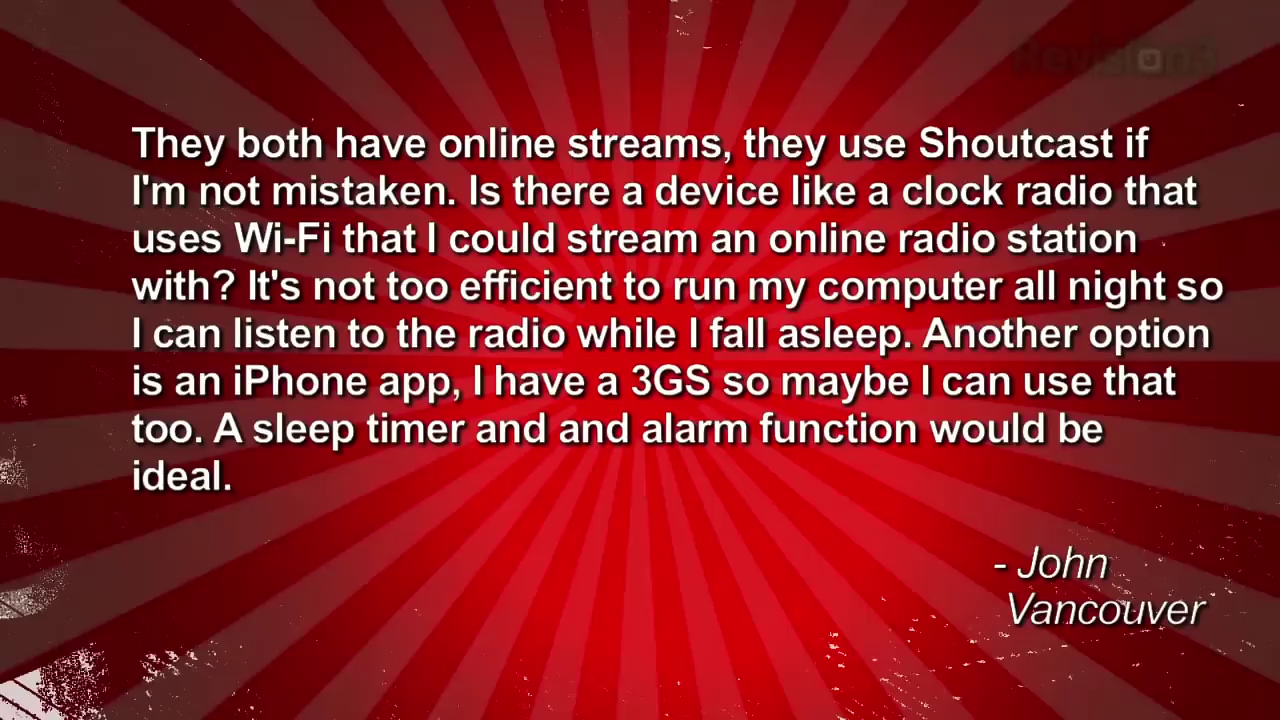 Revision3
They both have online streams, they use Shoutcast if
I'm not mistaken. Is there a device like a clock radio that
uses Wi-Fi that I could stream an online radio station
with? It's not too efficient to run my computer all night so
I can listen to the radio while I fall asleep. Another option
is an iPhone app, I have a 3GS so maybe I can use that
too. A sleep timer and and alarm function would be
ideal.
- John
Vancouver